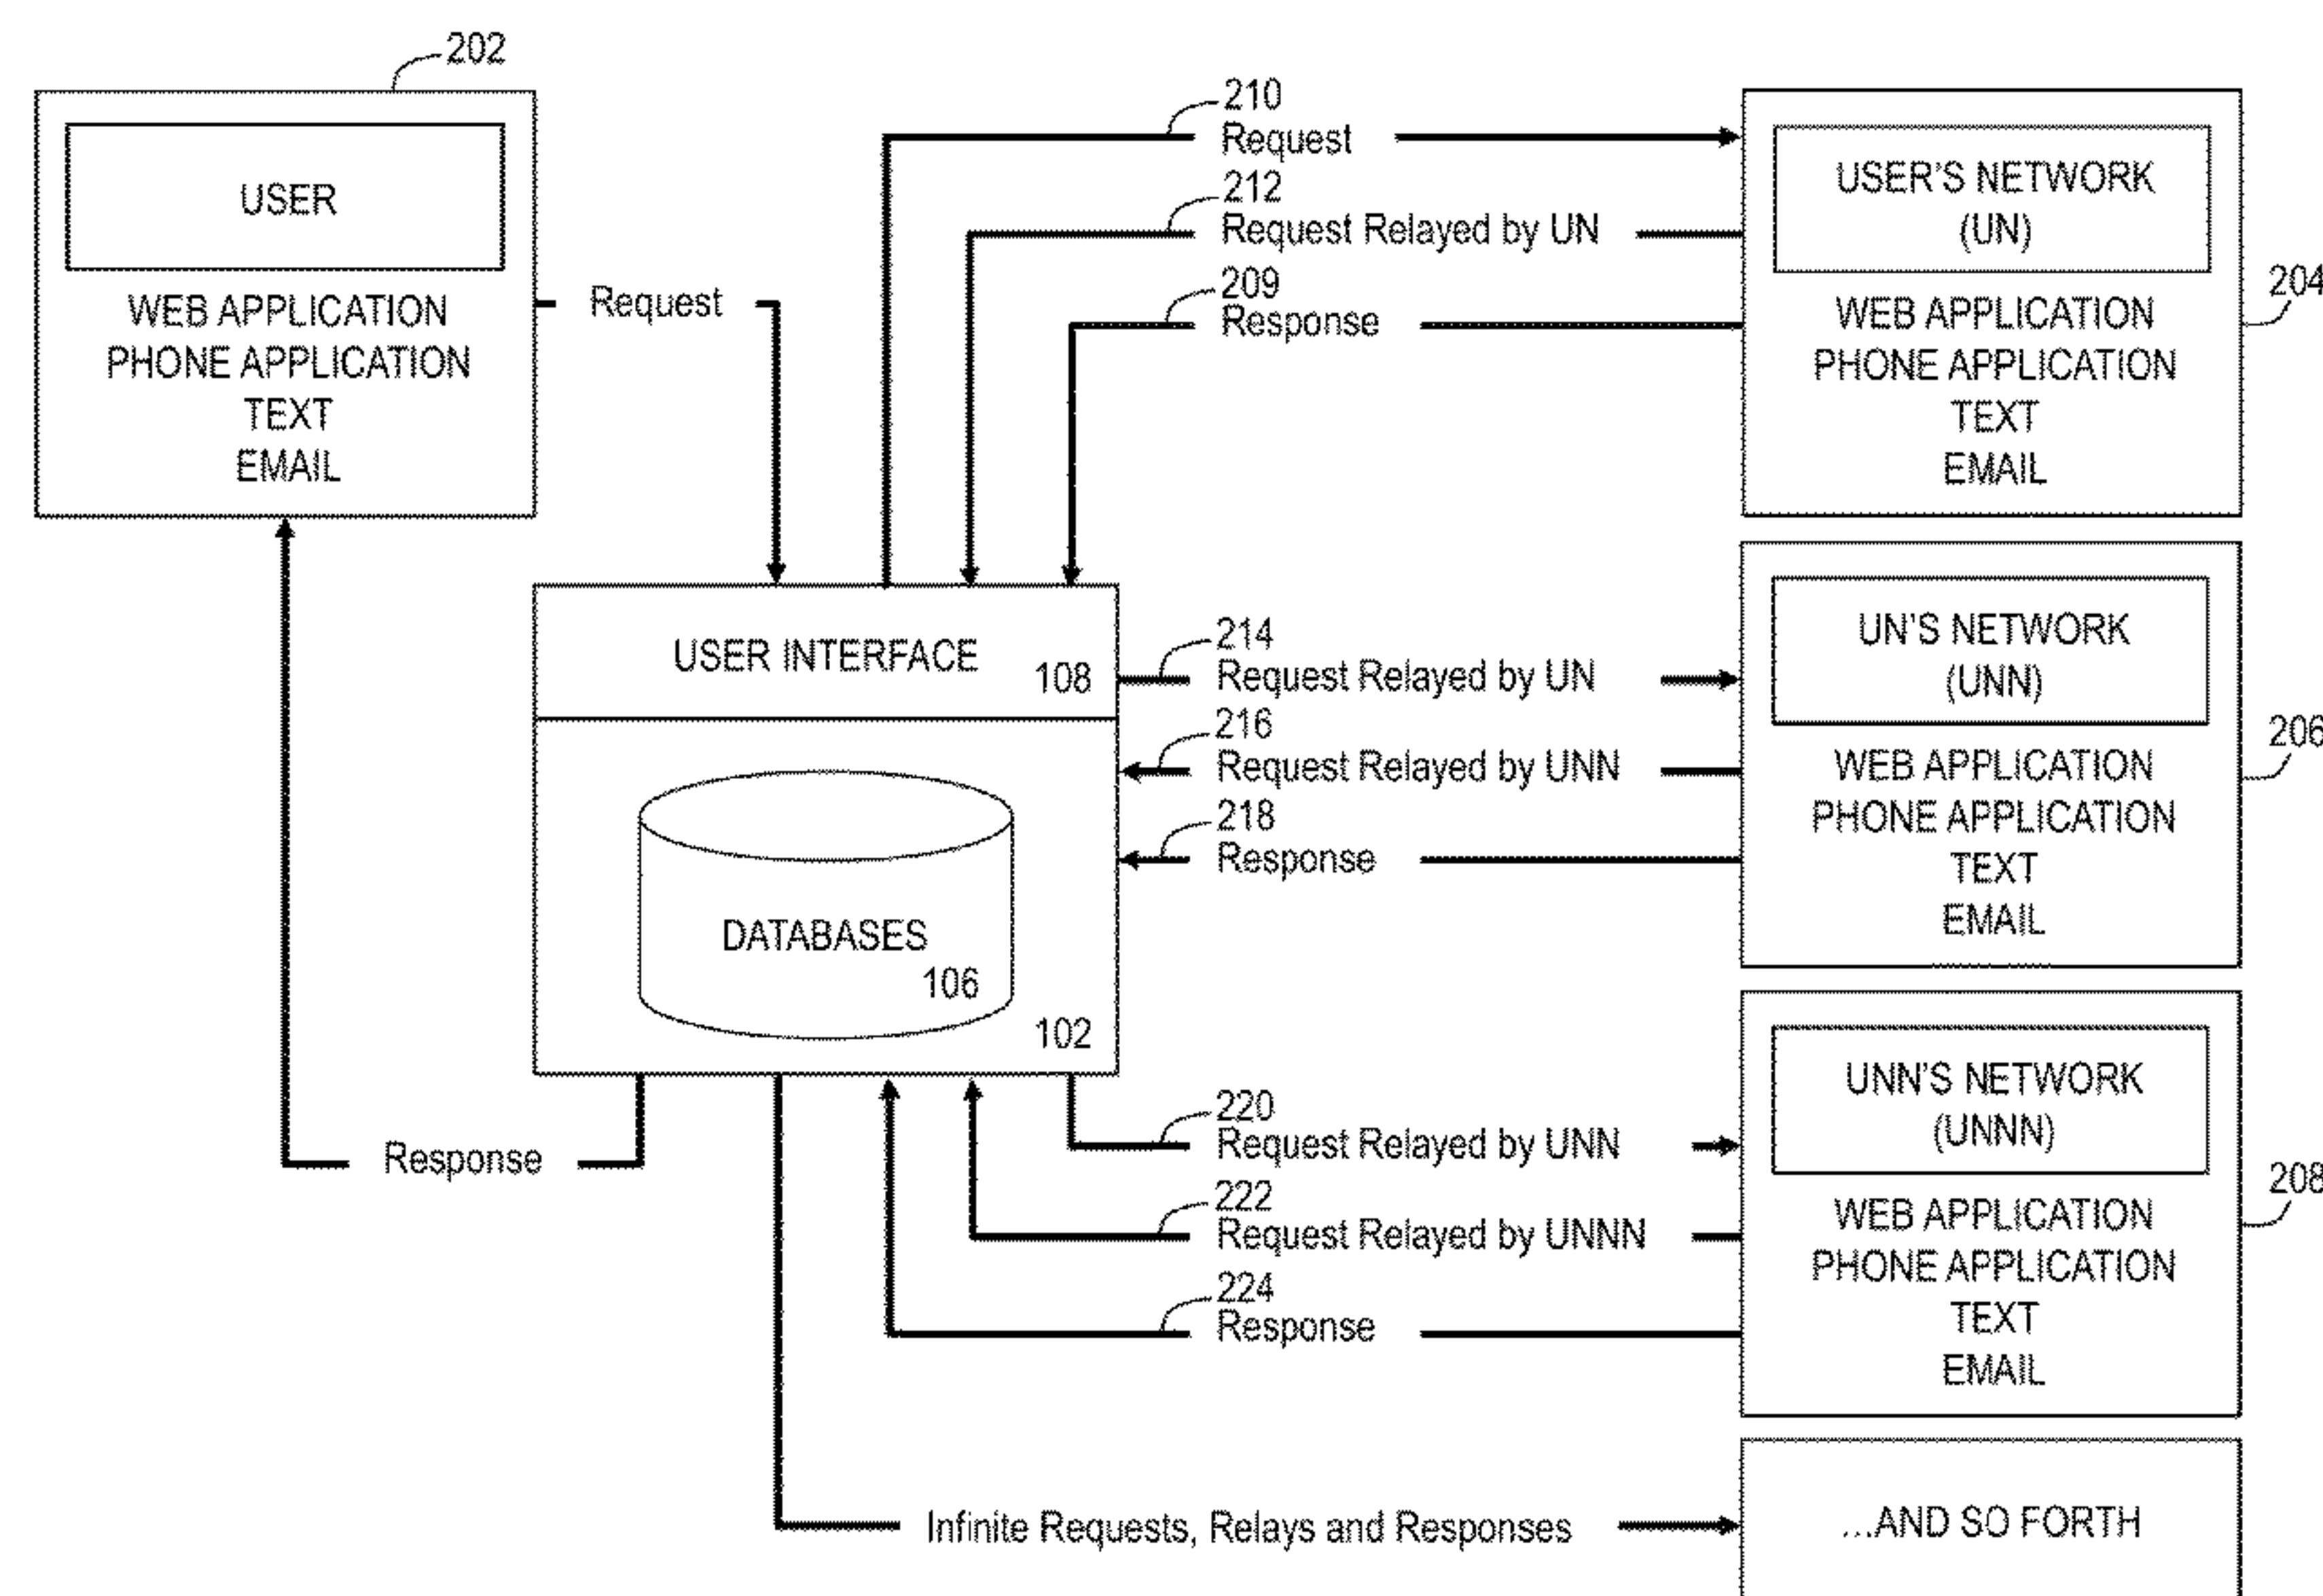 202
USER
WEB APPLICATION
PHONE APPLICATION
TEXT
EMAIL
Request
210
Request
212
Request Relayed by UN
209
Response
USER'S NETWORK
(UN)
WEB APPLICATION
PHONE APPLICATION
TEXT
EMAIL
204
USER INTERFACE
108
DATABASES
106
102
214
Request Relayed by UN
216
Request Relayed by UNN
218
Response
UN'S NETWORK
(UNN)
WEB APPLICATION
PHONE APPLICATION
TEXT
EMAIL
206
Response
220
Request Relayed by UNN
222
Request Relayed by UNNN
224
Response
UNN'S NETWORK
(UNNN)
WEB APPLICATION
PHONE APPLICATION
TEXT
EMAIL
208
Infinite Requests, Relays and Responses
...AND SO FORTH